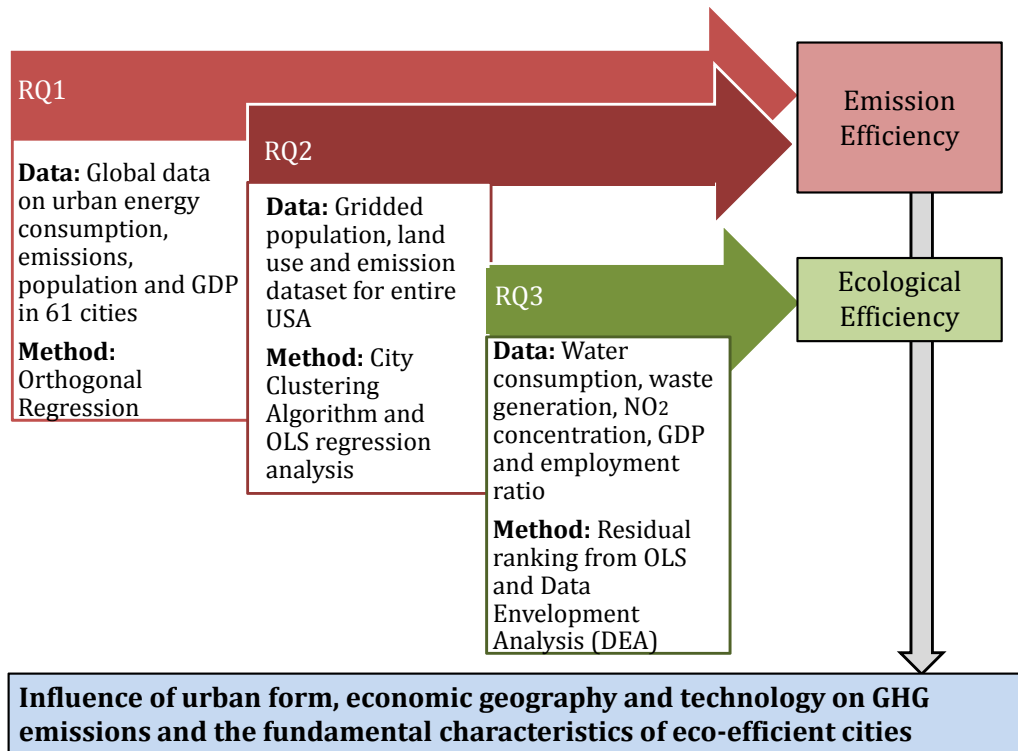 RQ1
Data: Global data
on urban energy
consumption,
emissions,
population and GDP
in 61 cities
Method:
Orthogonal
Regression
RQ2
Data: Gridded
population, land
use and emission
dataset for entire
USA
Method: City
Clustering
Algorithm and
OLS regression
analysis
RQ3
Data: Water
consumption, waste
generation, NO2
concentration, GDP
and employment
ratio
Method: Residual
ranking from OLS
and Data
Envelopment
Analysis (DEA)
Emission
Efficiency
Ecological
Efficiency
Influence of urban form, economic geography and technology on GHG
emissions and the fundamental characteristics of eco-efficient cities